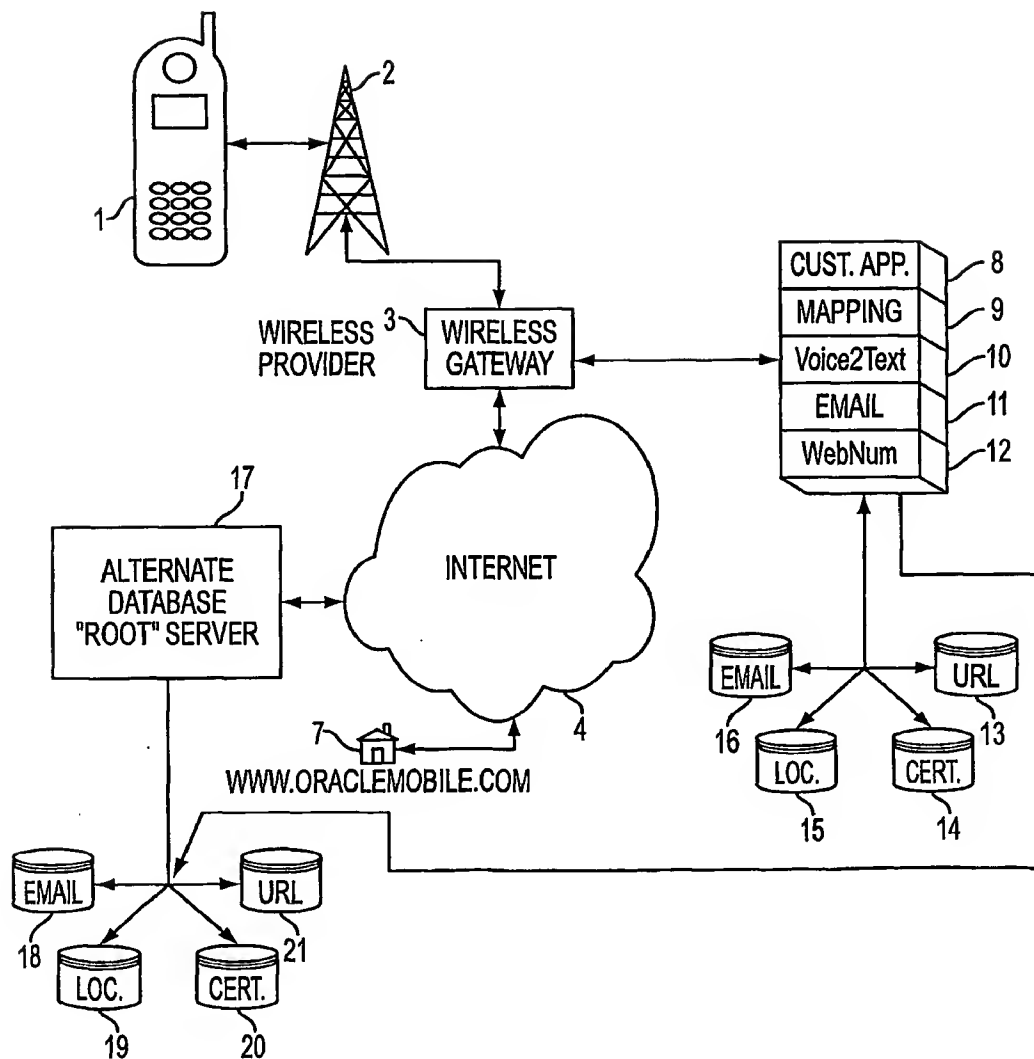 1
2
3
WIRELESS
PROVIDER
WIRELESS
GATEWAY
CUST. APP.
8
MAPPING
9
Voice2Text
10
EMAIL
11
WebNum
12
17
ALTERNATE
DATABASE
"ROOT" SERVER
INTERNET
4
7
WWW.ORACLEMOBILE.COM
EMAIL
16
URL
13
LOC.
15
CERT.
14
EMAIL
18
URL
21
LOC.
19
CERT.
20